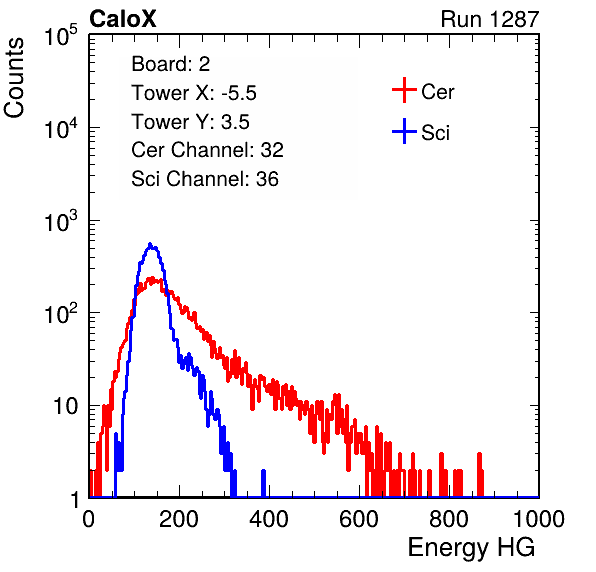 CaloX Run 1287
Counts
Board: 2
Tower X: -5.5
Tower Y: 3.5
Cer Channel: 32
Sci Channel: 36
Cer
Sci
10^5
10^4
10^3
10^2
10
1
0 200 400 600 800 1000
Energy HG